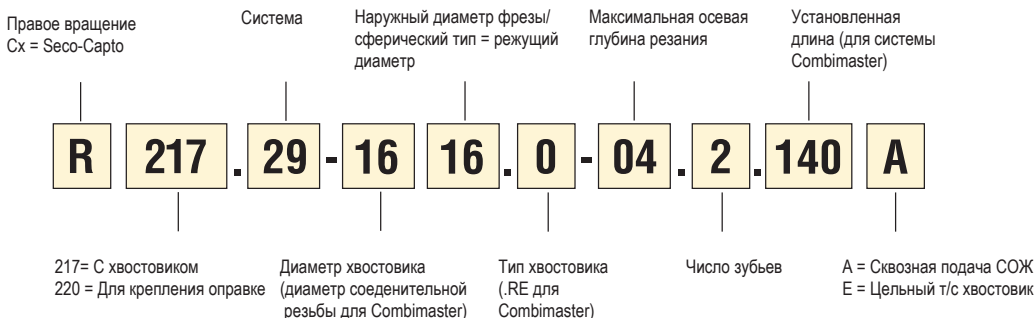 Правое вращение
Cx = Seco-Capto
Система
Наружный диаметр фрезы/
сферический тип = режущий
диаметр
Максимальная осевая
глубина резания
Установленная
длина (для системы
Combimaster)
R 217 . 29 - 16 16 . 0 - 04 . 2 . 140 A
217= С хвостовиком
220 = Для крепления оправке
Диаметр хвостовика
(диаметр соеденительной
резьбы для Combimaster)
Тип хвостовика
(.RE для
Combimaster)
Число зубьев
A = Сквозная подача СОЖ
E = Цельный т/с хвостовик